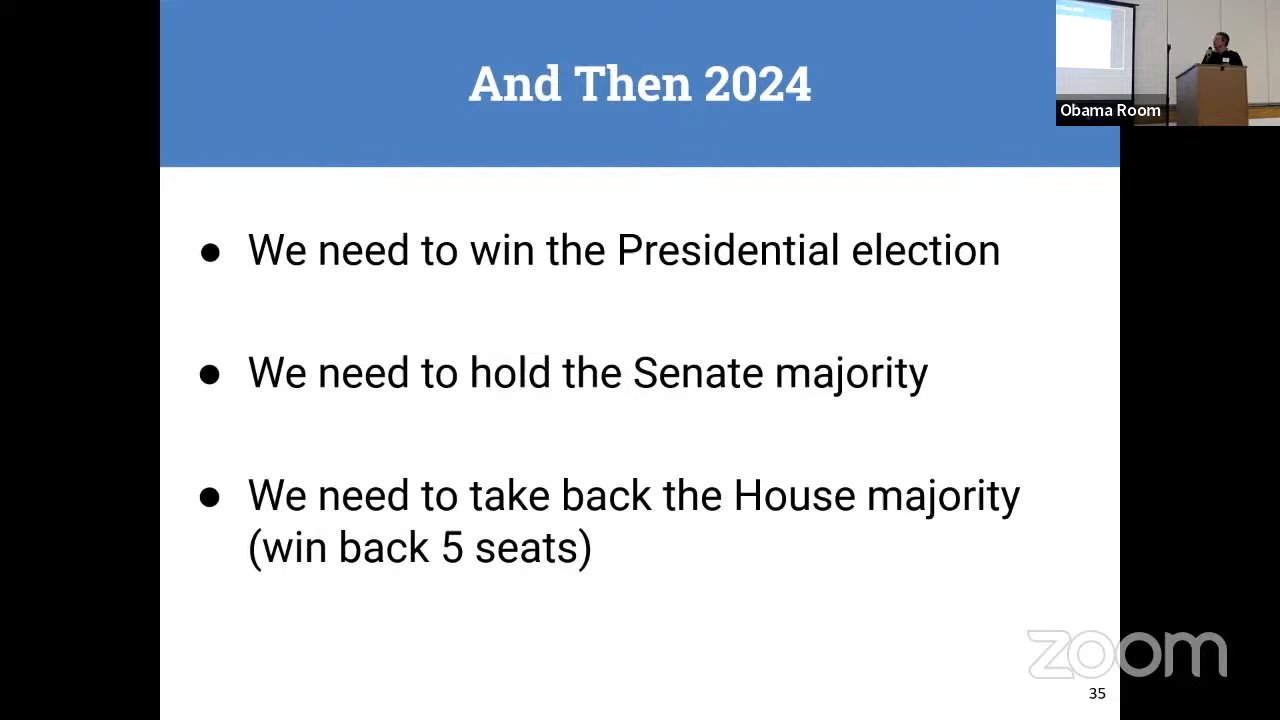 And Then 2024
Obama Room
● We need to win the Presidential election
● We need to hold the Senate majority
● We need to take back the House majority
(win back 5 seats)
zoom
35